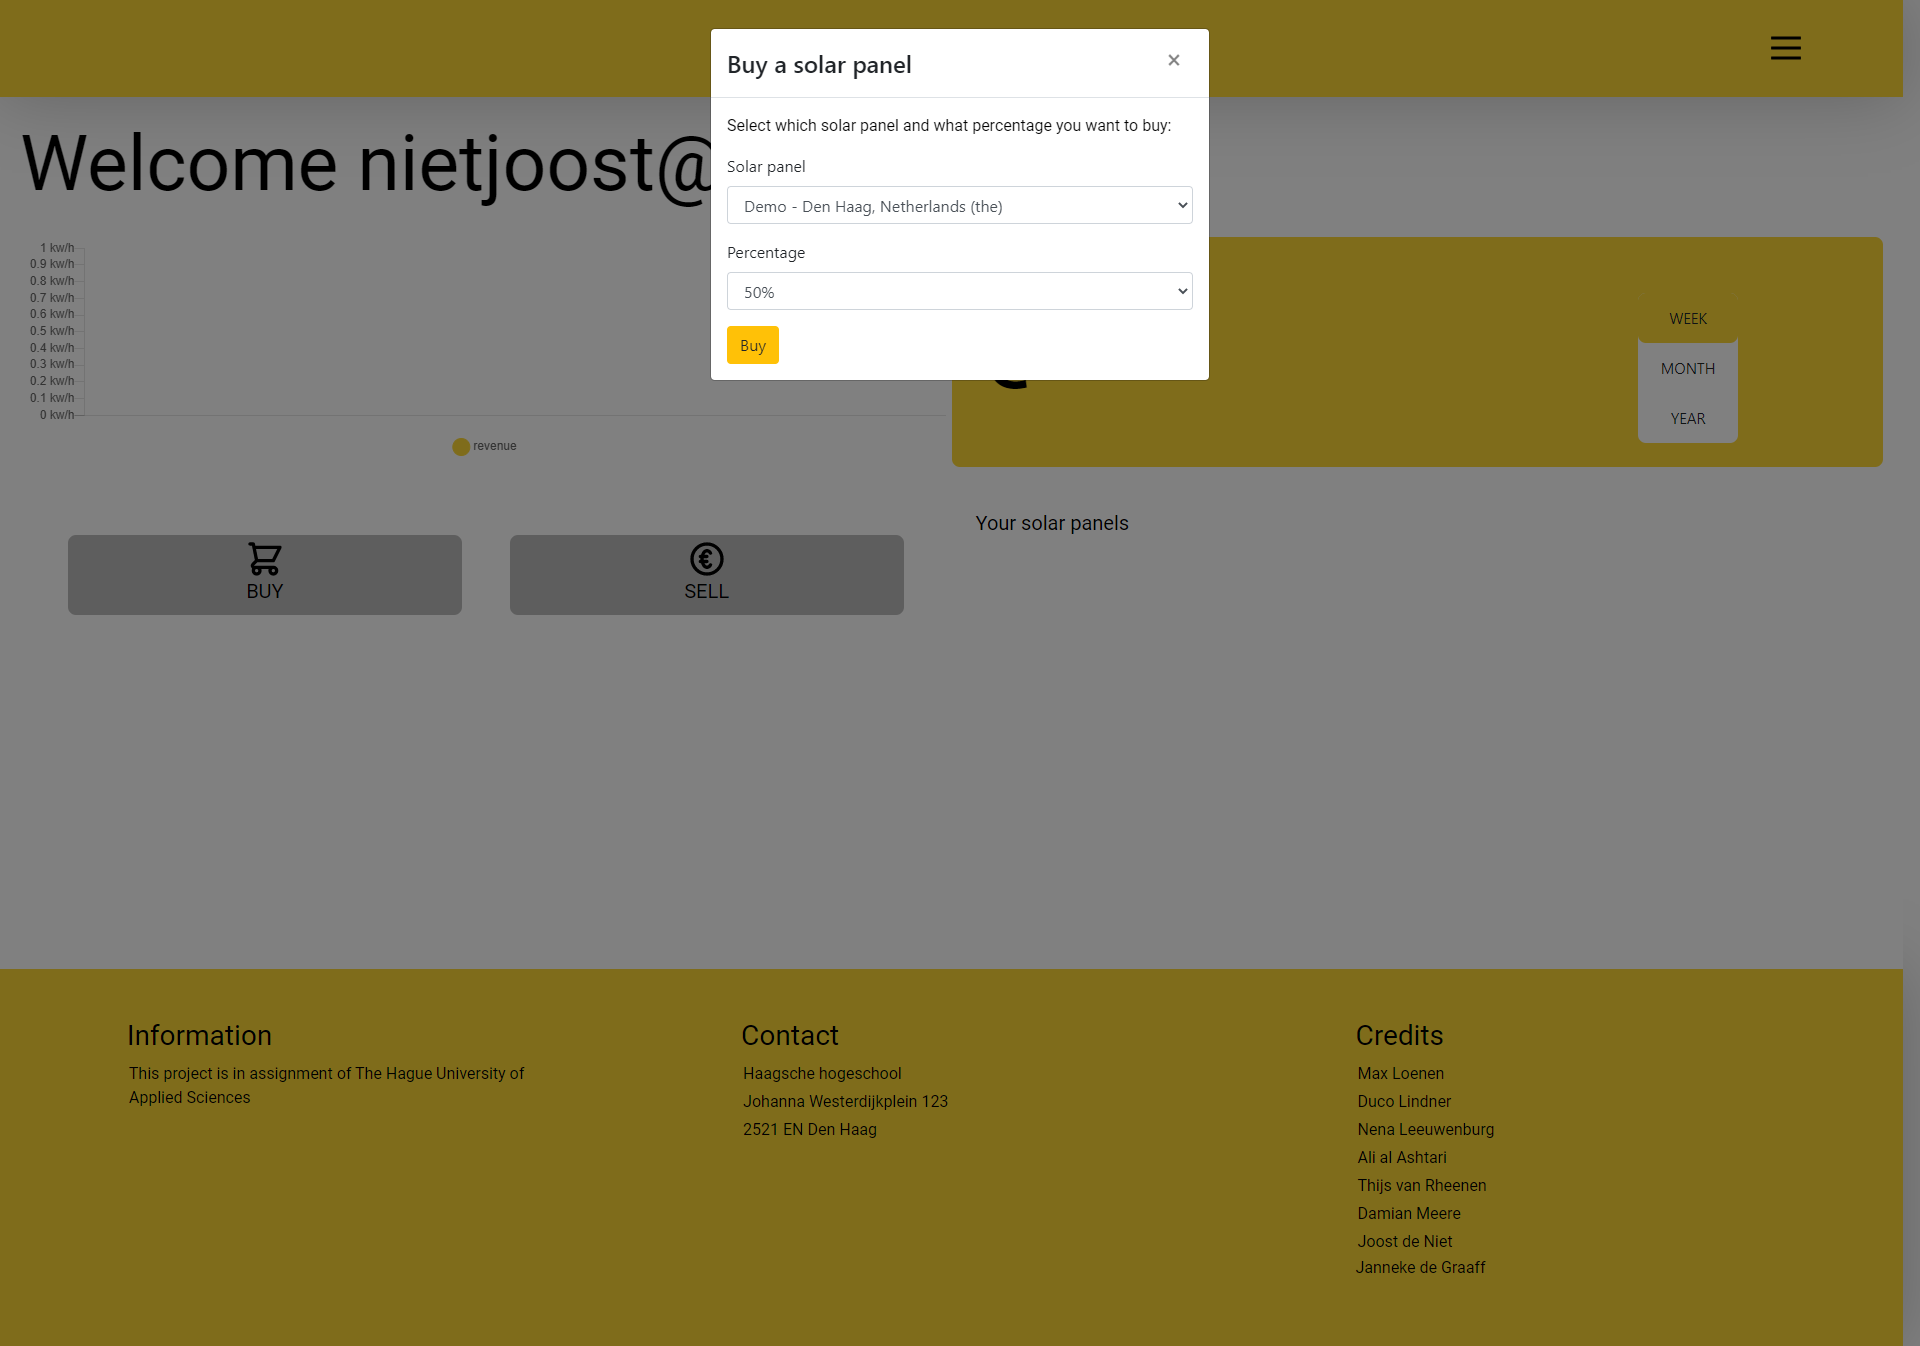 Buy a solar panel ×
Select which solar panel and what percentage you want to buy:
Solar panel
Demo - Den Haag, Netherlands (the)
Percentage
50%
Buy
Welcome nietjoost@
1 kw/h
0.9 kw/h
0.8 kw/h
0.7 kw/h
0.6 kw/h
0.5 kw/h
0.4 kw/h
0.3 kw/h
0.2 kw/h
0.1 kw/h
0 kw/h
revenue
WEEK
MONTH
YEAR
BUY
SELL
Your solar panels
Information
This project is in assignment of The Hague University of
Applied Sciences
Contact
Haagsche hogeschool
Johanna Westerdijkplein 123
2521 EN Den Haag
Credits
Max Loenen
Duco Lindner
Nena Leeuwenburg
Ali al Ashtari
Thijs van Rheenen
Damian Meere
Joost de Niet
Janneke de Graaff